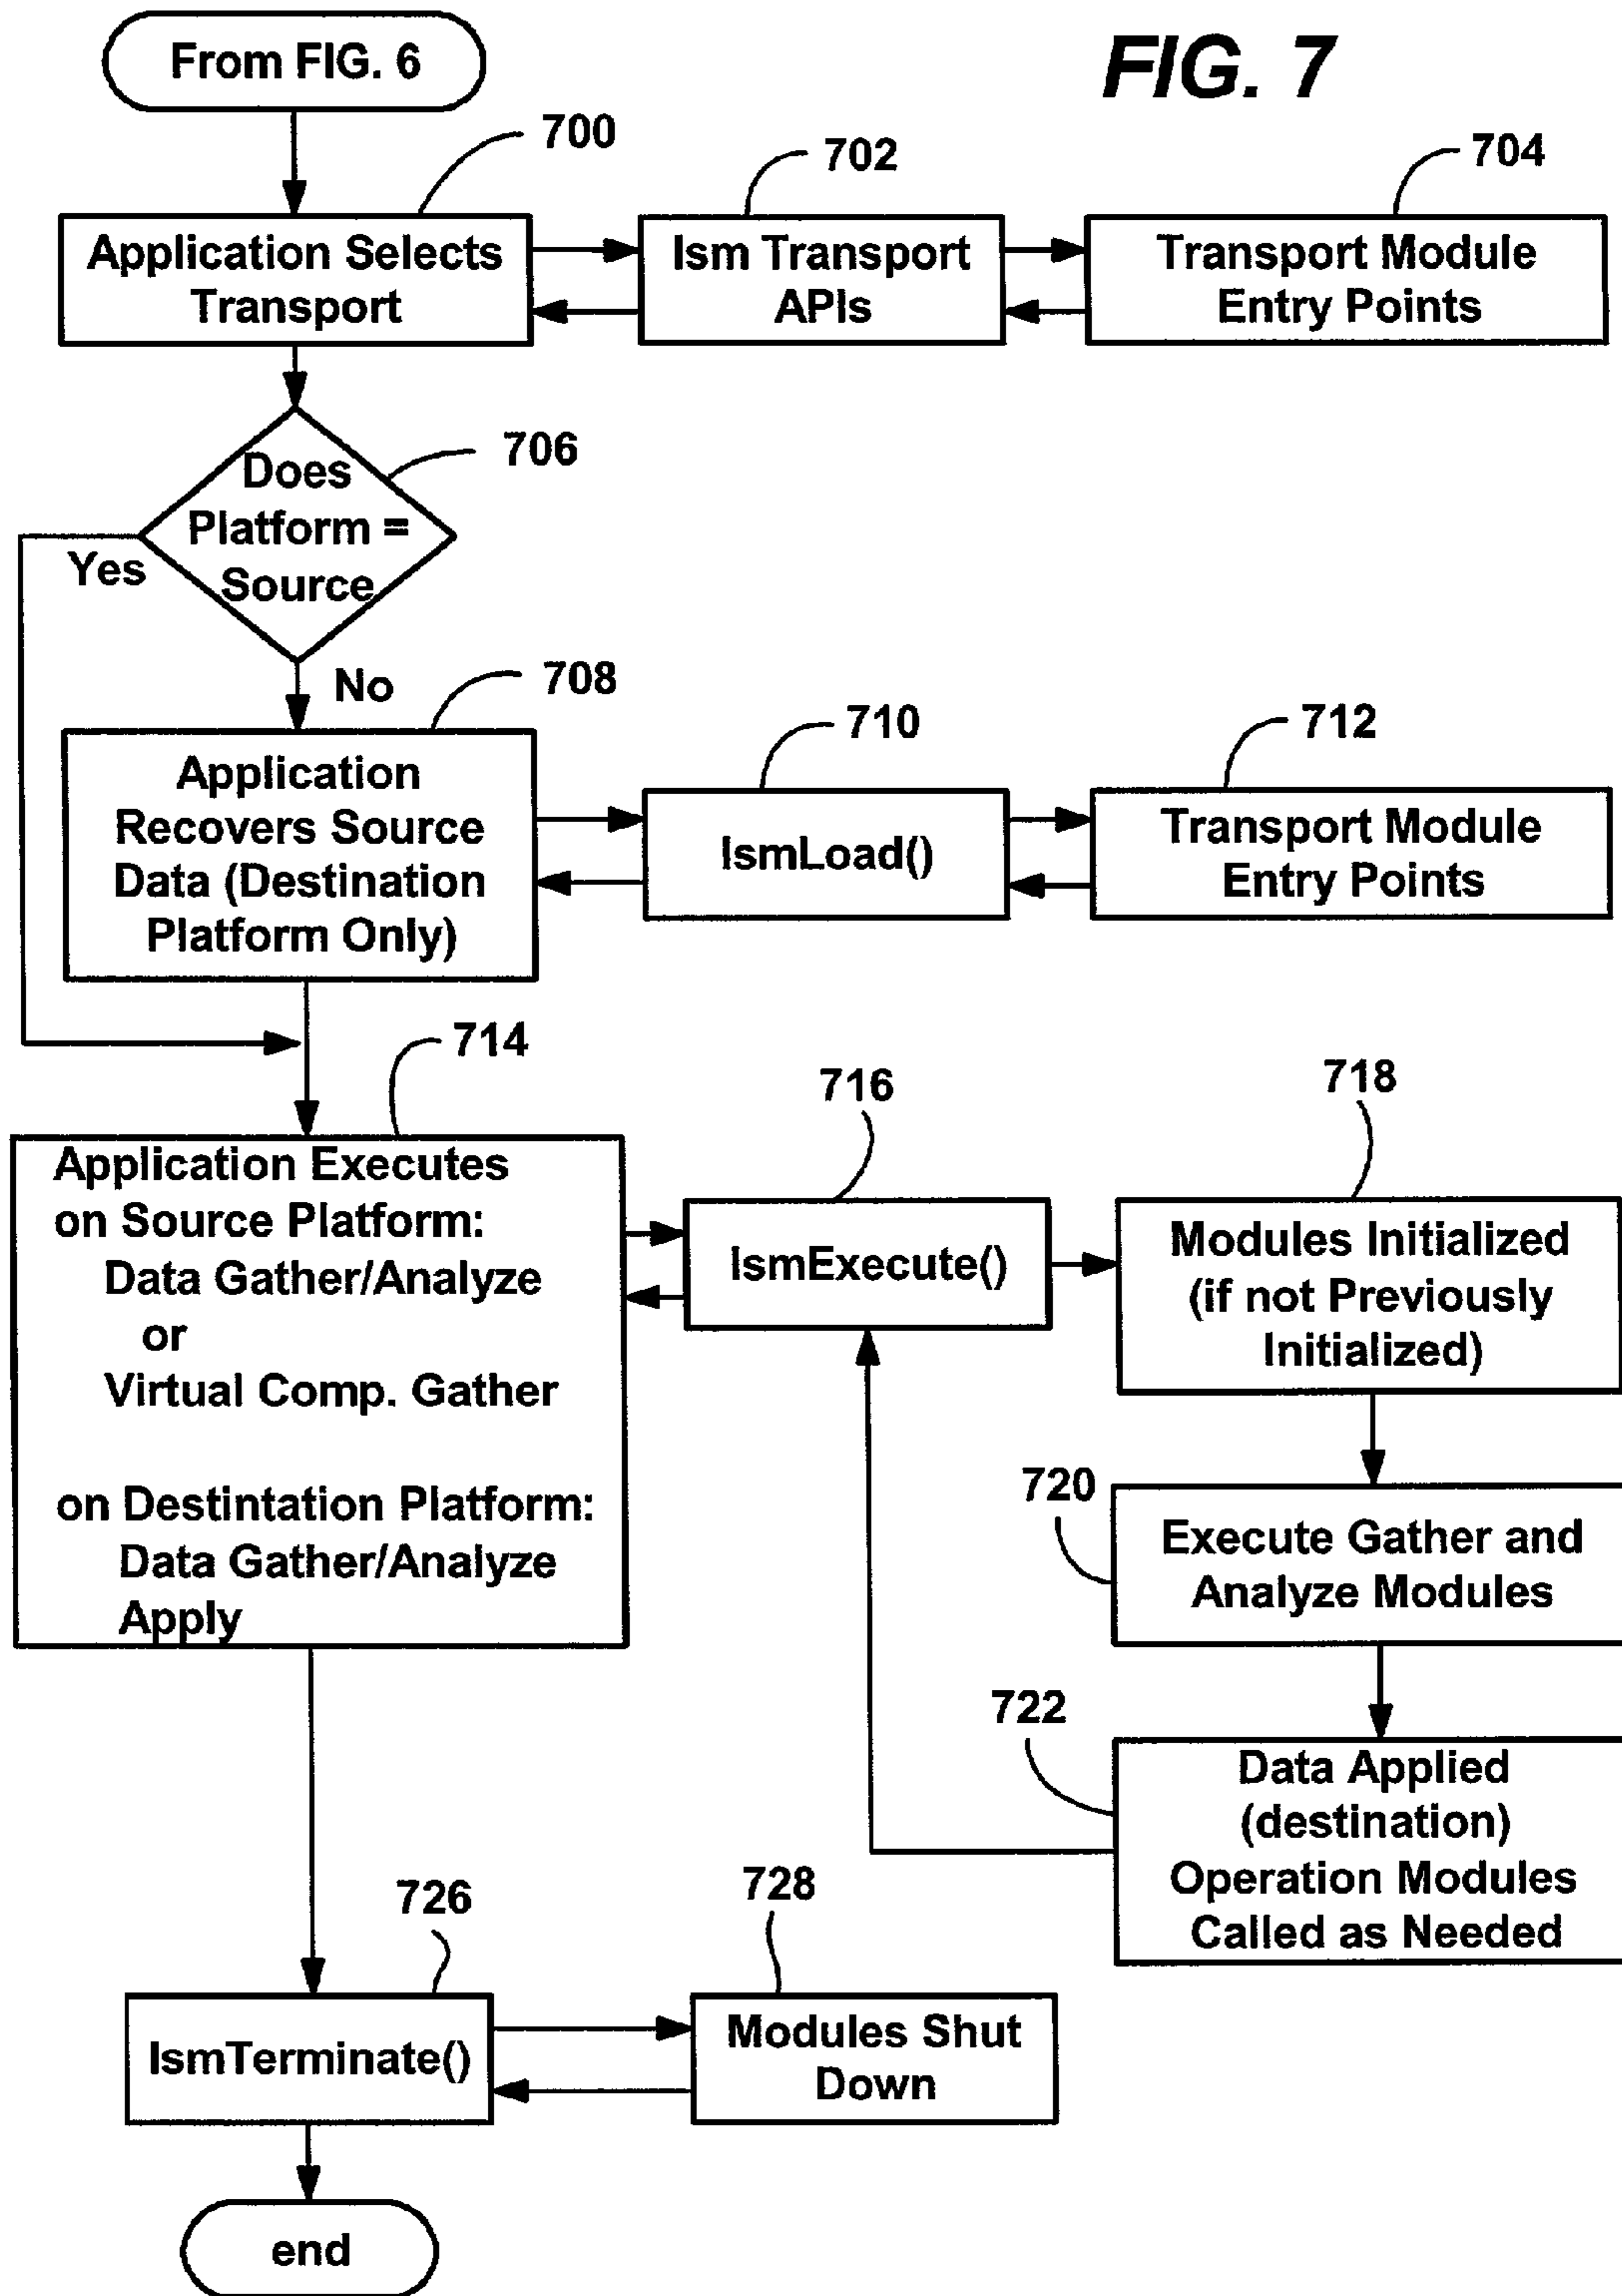 From FIG. 6
FIG. 7
700
702
704
Application Selects
Transport
Ism Transport
APIs
Transport Module
Entry Points
706
Does
Platform =
Source
Yes
No
708
710
712
Application
Recovers Source
Data (Destination
Platform Only)
IsmLoad()
Transport Module
Entry Points
714
716
718
Application Executes
on Source Platform:
Data Gather/Analyze
or
Virtual Comp. Gather
on Destintation Platform:
Data Gather/Analyze
Apply
IsmExecute()
Modules Initialized
(if not Previously
Initialized)
720
Execute Gather and
Analyze Modules
722
Data Applied
(destination)
Operation Modules
Called as Needed
726
728
IsmTerminate()
Modules Shut
Down
end